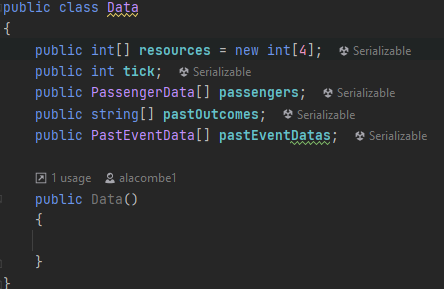 public class Data
{
public int[] resources = new int[4]; Serializable
public int tick; Serializable
public PassengerData[] passengers; Serializable
public string[] pastOutcomes; Serializable
public PastEventData[] pastEventDatas; Serializable
1 usage alacombe1
public Data()
{
}
}